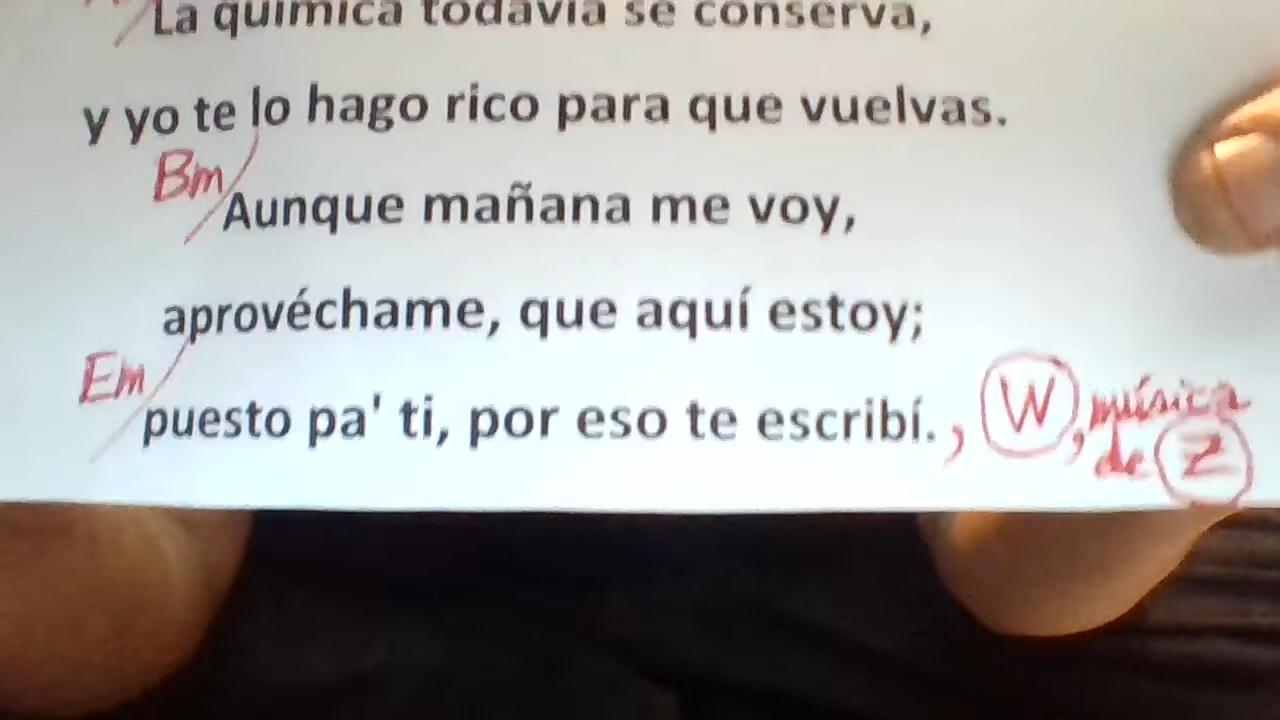 La química todavía se conserva,
y yo te lo hago rico para que vuelvas.
Bm
Aunque mañana me voy,
aprovéchame, que aquí estoy;
Em
puesto pa' ti, por eso te escribí. , W , música
de Z